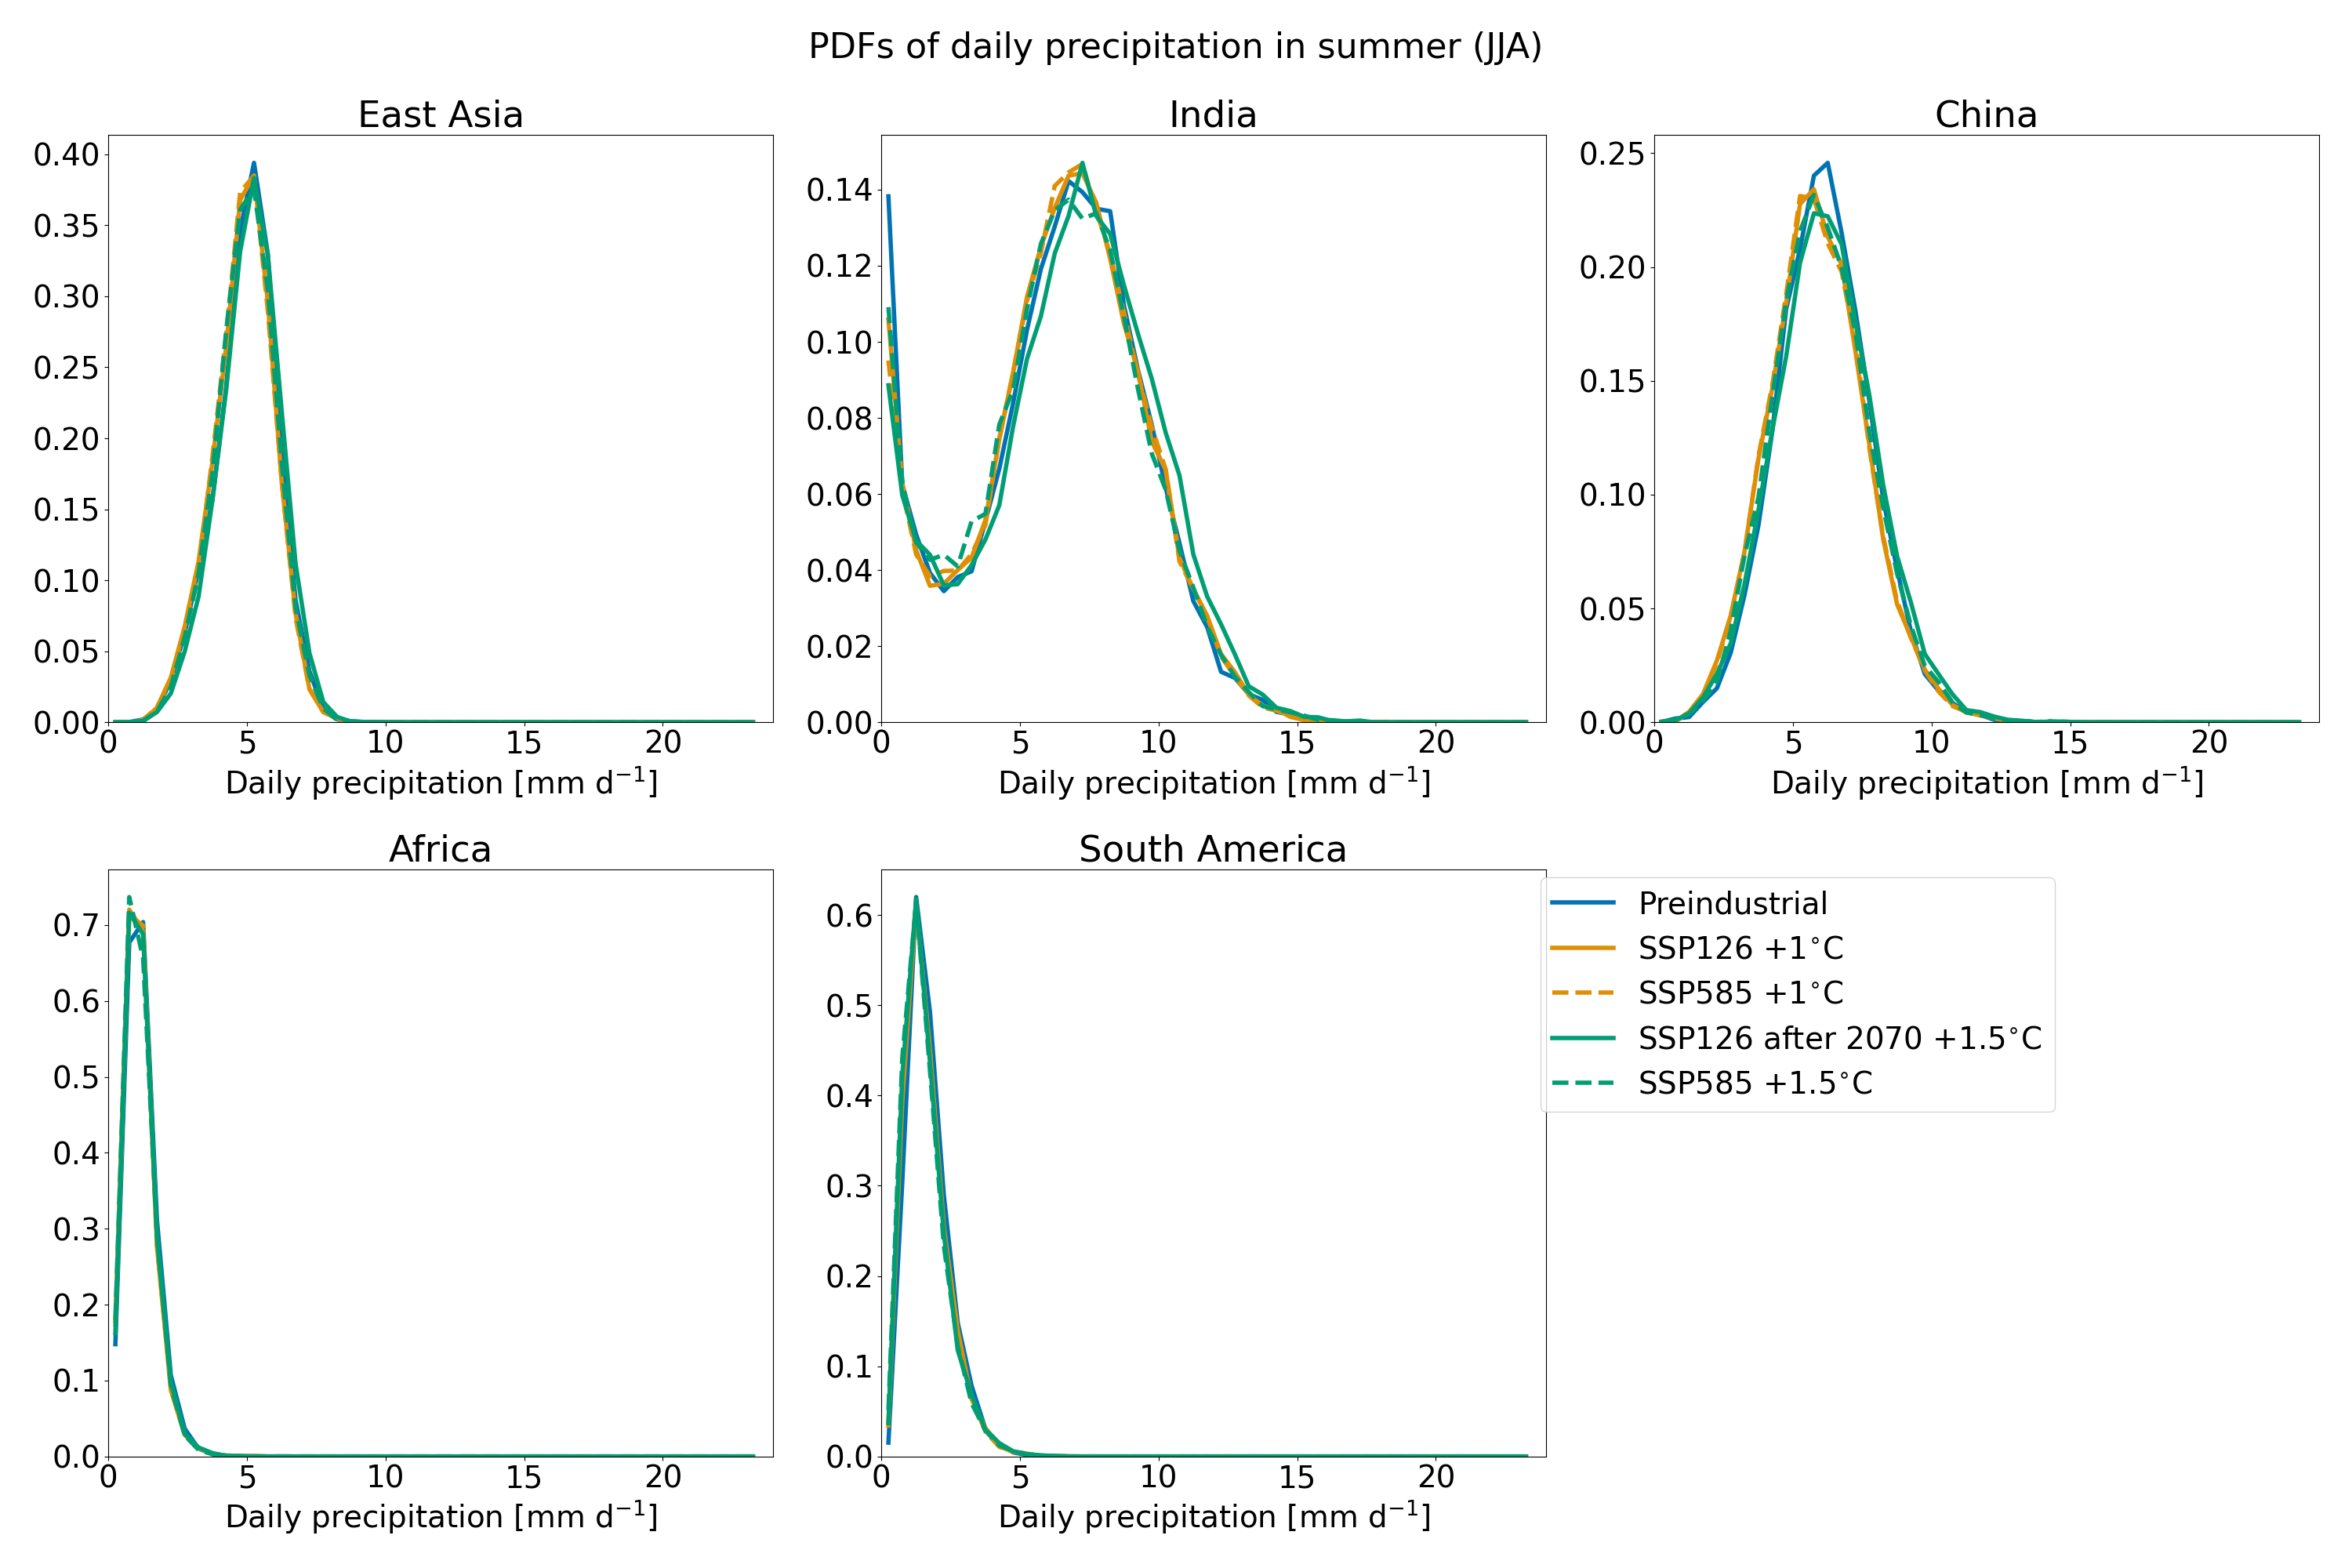 PDFs of daily precipitation in summer (JJA)
East Asia
0.40
0.35
0.30
0.25
0.20
0.15
0.10
0.05
0.00
0 5 10 15 20
Daily precipitation [mm d⁻¹]
India
0.14
0.12
0.10
0.08
0.06
0.04
0.02
0.00
0 5 10 15 20
Daily precipitation [mm d⁻¹]
China
0.25
0.20
0.15
0.10
0.05
0.00
0 5 10 15 20
Daily precipitation [mm d⁻¹]
Africa
0.7
0.6
0.5
0.4
0.3
0.2
0.1
0.0
0 5 10 15 20
Daily precipitation [mm d⁻¹]
South America
0.6
0.5
0.4
0.3
0.2
0.1
0.0
0 5 10 15 20
Daily precipitation [mm d⁻¹]
Preindustrial
SSP126 +1°C
SSP585 +1°C
SSP126 after 2070 +1.5°C
SSP585 +1.5°C